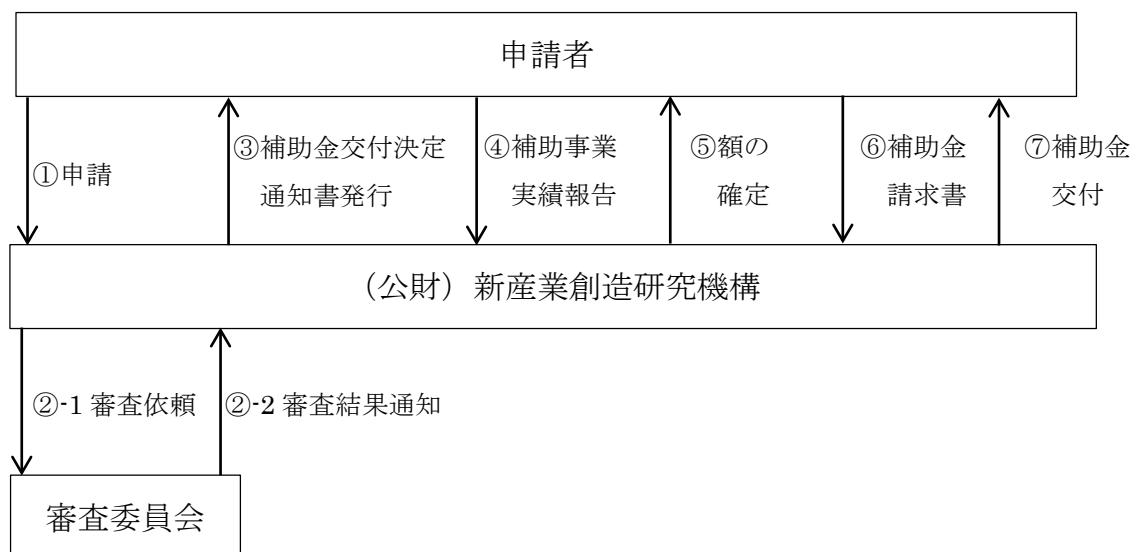 申請者
①申請
③補助金交付決定
通知書発行
④補助事業
実績報告
⑤額の
確定
⑥補助金
請求書
⑦補助金
交付
（公財）新産業創造研究機構
②-1 審査依頼
②-2 審査結果通知
審査委員会